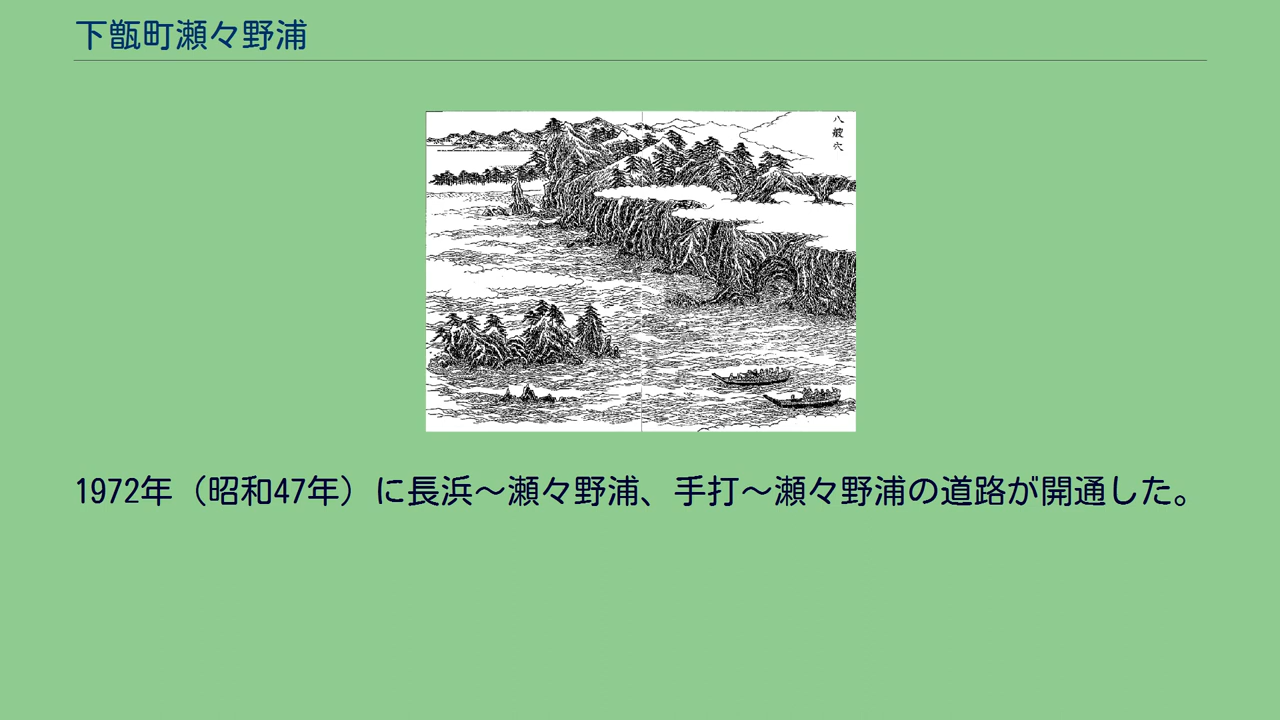 下甑町瀬々野浦
八艘穴
1972年（昭和47年）に長浜～瀬々野浦、手打～瀬々野浦の道路が開通した。